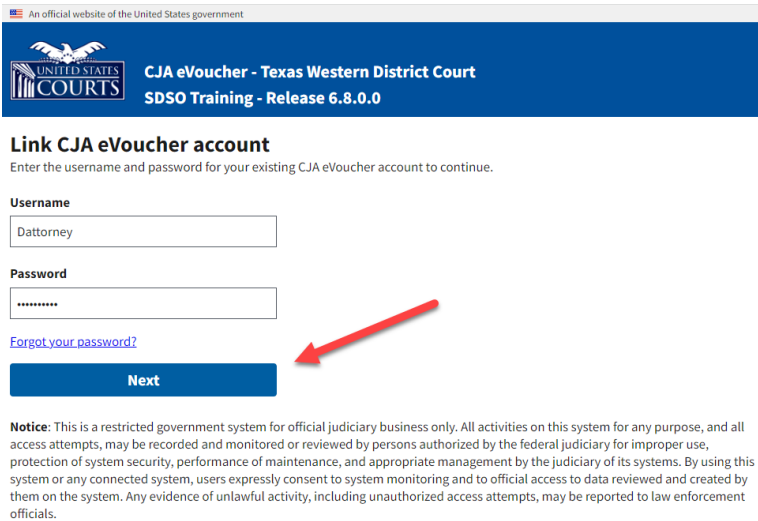 An official website of the United States government
UNITED STATES
COURTS
CJA eVoucher - Texas Western District Court
SDSO Training - Release 6.8.0.0
Link CJA eVoucher account
Enter the username and password for your existing CJA eVoucher account to continue.
Username
Dattorney
Password
••••••••••
Forgot your password?
Next
Notice: This is a restricted government system for official judiciary business only. All activities on this system for any purpose, and all
access attempts, may be recorded and monitored or reviewed by persons authorized by the federal judiciary for improper use,
protection of system security, performance of maintenance, and appropriate management by the judiciary of its systems. By using this
system or any connected system, users expressly consent to system monitoring and to official access to data reviewed and created by
them on the system. Any evidence of unlawful activity, including unauthorized access attempts, may be reported to law enforcement
officials.